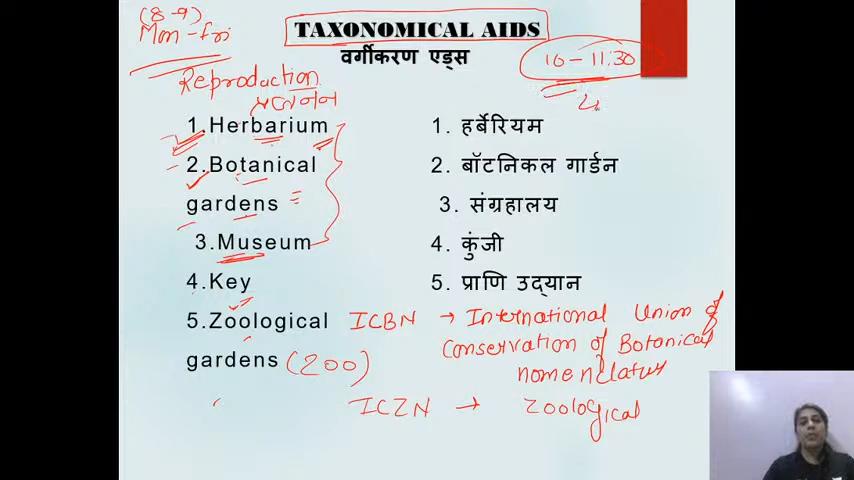 (8-9)
Mon-fri
TAXONOMICAL AIDS
वर्गीकरण एड्स
10-11:30
Reproduction
प्रजनन
1.Herbarium
2.Botanical
gardens
3.Museum
4.Key
5.Zoological
gardens (ZOO)
1. हर्बेरियम
2. बॉटनिकल गार्डन
3. संग्रहालय
4. कुंजी
5. प्राणि उद्यान
ICBN → International Union of
Conservation of Botanical
nomenclatur
ICZN → Zoological